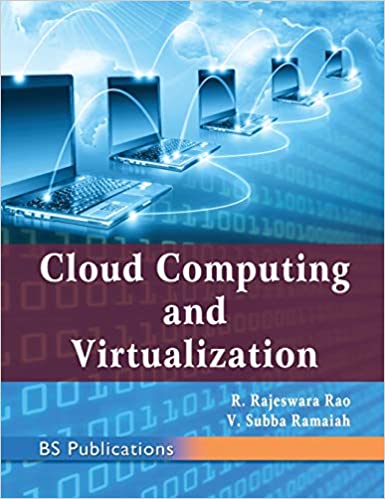 Cloud Computing
and
Virtualization
R. Rajeswara Rao
V. Subba Ramaiah
BS Publications